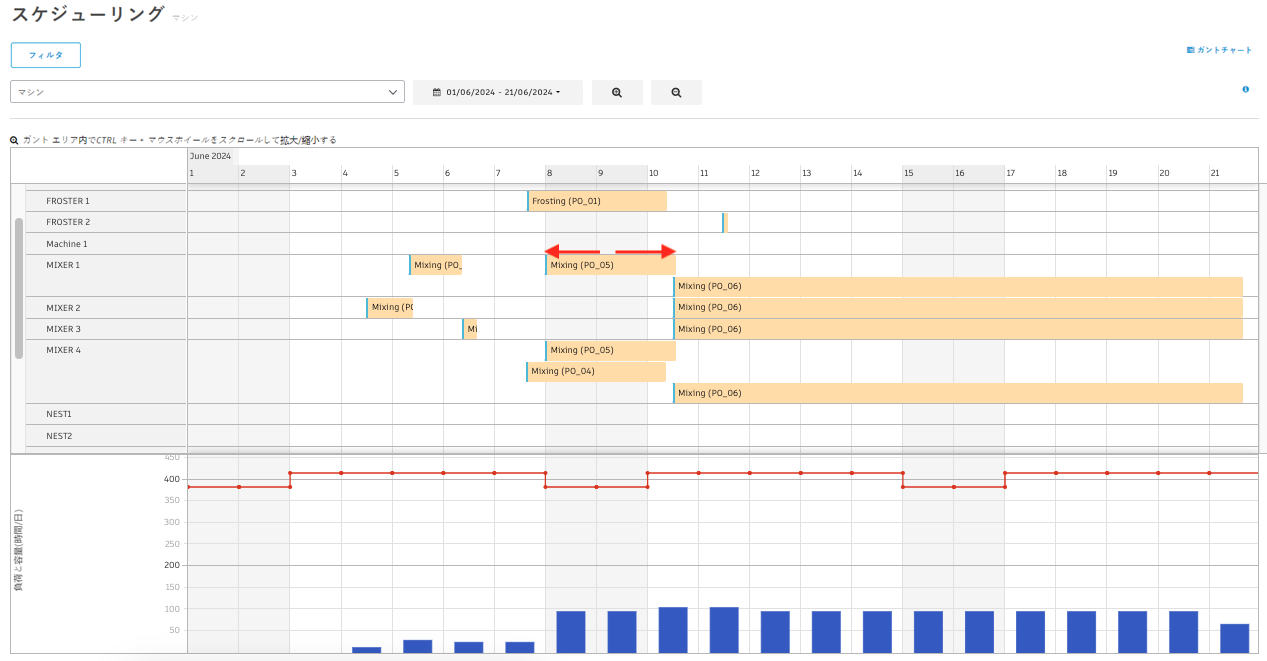 スケジューリング マシン
フィルタ
ガントチャート
マシン
01/06/2024 - 21/06/2024
ガント エリア内でCTRL キー + マウスホイールをスクロールして拡大/縮小する
June 2024
1 2 3 4 5 6 7 8 9 10 11 12 13 14 15 16 17 18 19 20 21
FROSTER 1 Frosting (PO_01)
FROSTER 2
Machine 1
MIXER 1 Mixing (PO_ Mixing (PO_05)
Mixing (PO_06)
MIXER 2 Mixing (PO Mixing (PO_06)
MIXER 3 Mi Mixing (PO_06)
MIXER 4 Mixing (PO_05)
Mixing (PO_04)
Mixing (PO_06)
NEST1
NEST2
450
400
350
300
250
200
150
100
50
負荷と容量(時間/日)